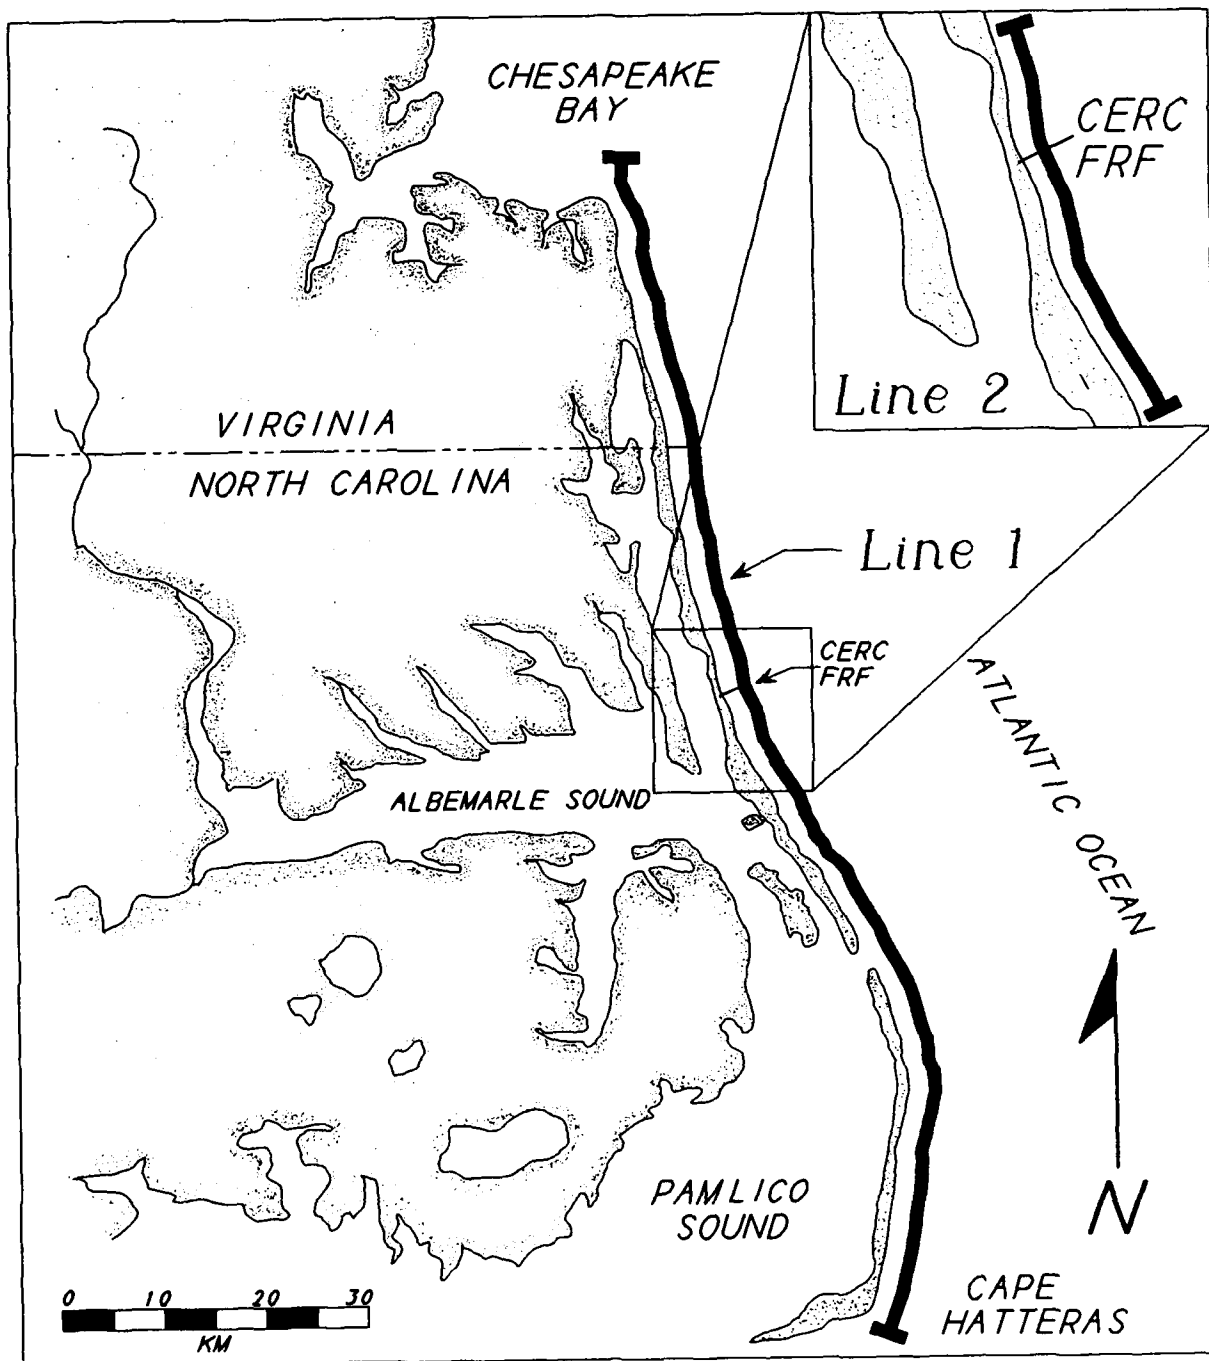 CHESAPEAKE
BAY
CERC
FRF
Line 2
VIRGINIA
NORTH CAROLINA
Line 1
CERC
FRF
ATLANTIC OCEAN
ALBEMARLE SOUND
PAMLICO
SOUND
N
CAPE
HATTERAS
0 10 20 30
KM